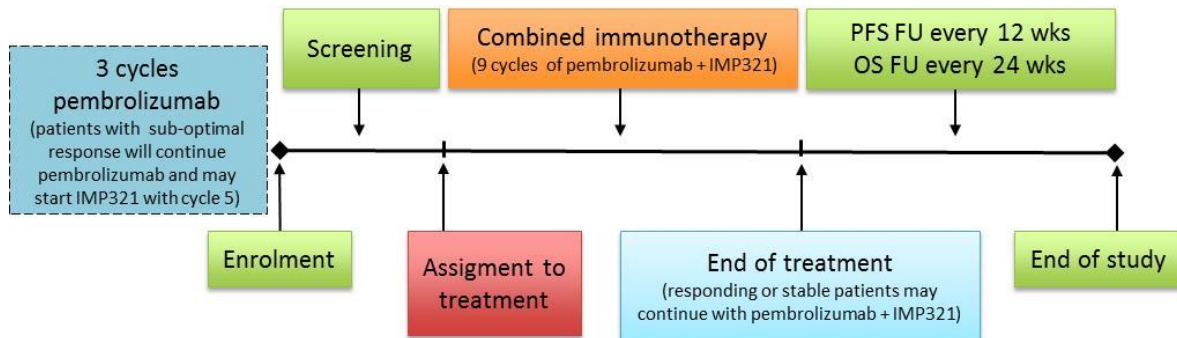 3 cycles
pembrolizumab
(patients with sub-optimal
response will continue
pembrolizumab and may
start IMP321 with cycle 5)
Screening
Combined immunotherapy
(9 cycles of pembrolizumab + IMP321)
PFS FU every 12 wks
OS FU every 24 wks
Enrolment
Assigment to
treatment
End of treatment
(responding or stable patients may
continue with pembrolizumab + IMP321)
End of study